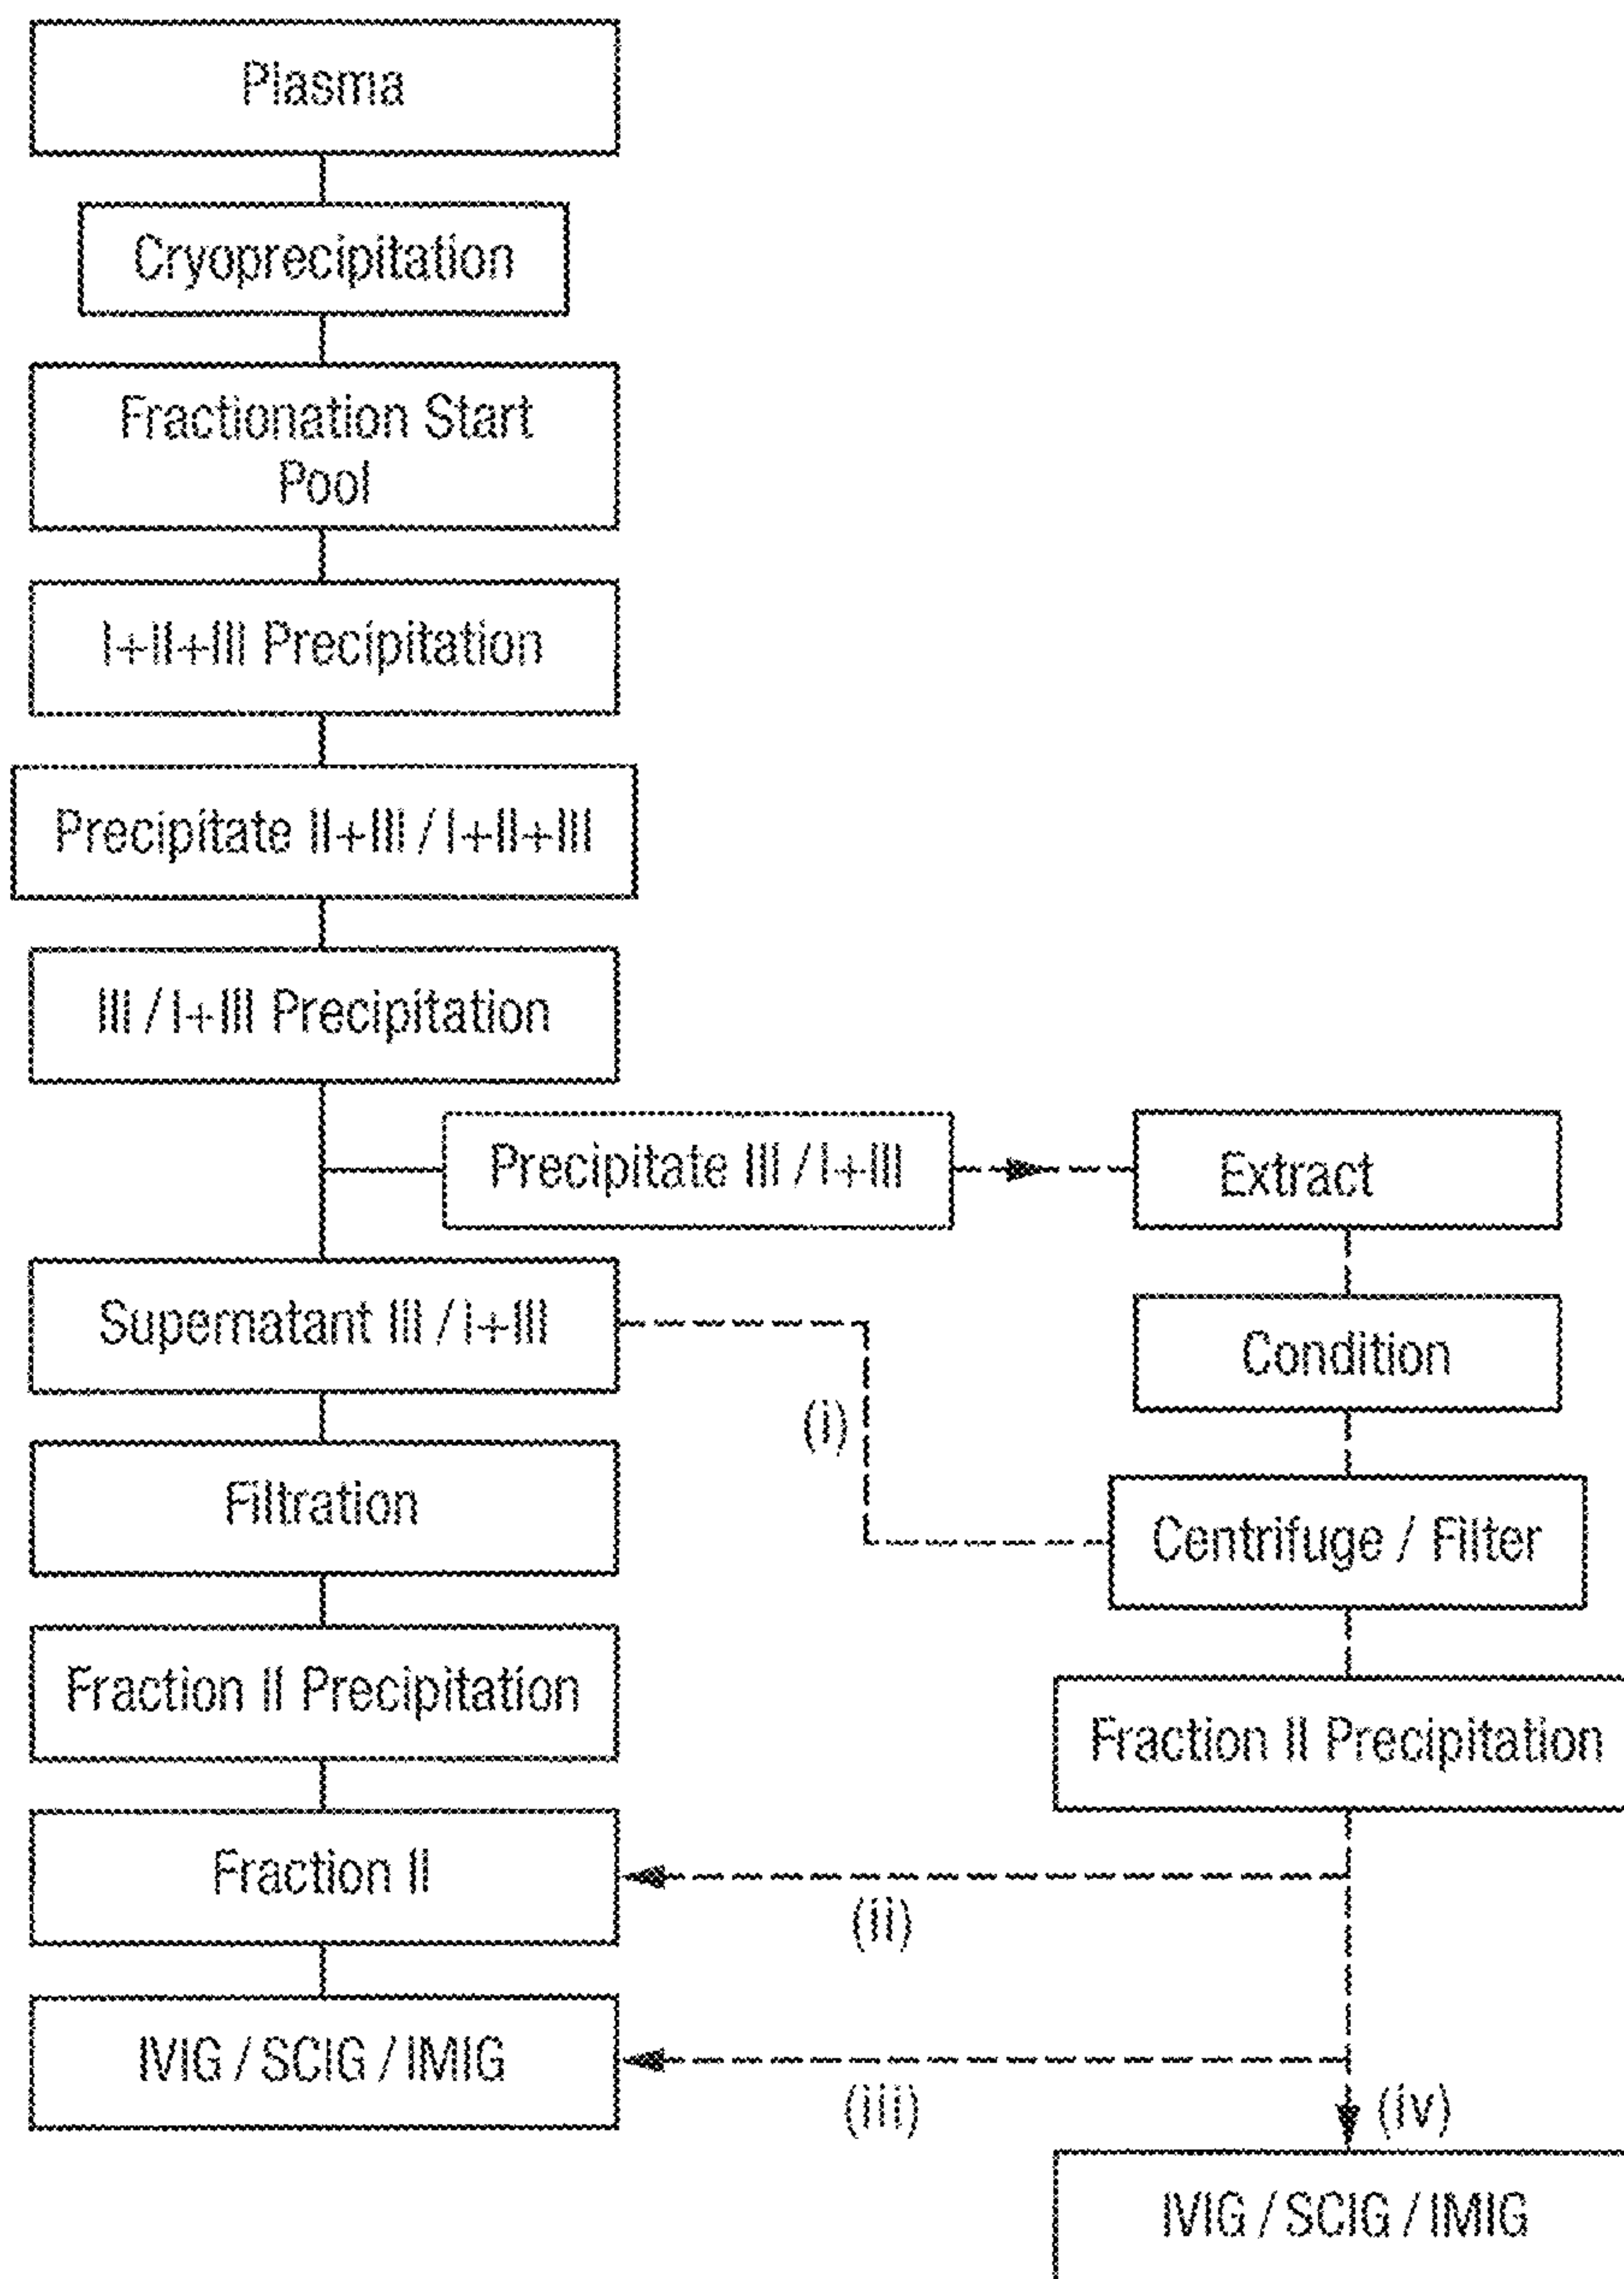 Plasma
Cryoprecipitation
Fractionation Start
Pool
I+II+III Precipitation
Precipitate II+III / I+II+III
III / I+III Precipitation
Precipitate III / I+III
Extract
Supernatant III / I+III
Condition
(i)
Filtration
Centrifuge / Filter
Fraction II Precipitation
Fraction II Precipitation
Fraction II
(ii)
IVIG / SCIG / IMIG
(iii)
(iv)
IVIG / SCIG / IMIG